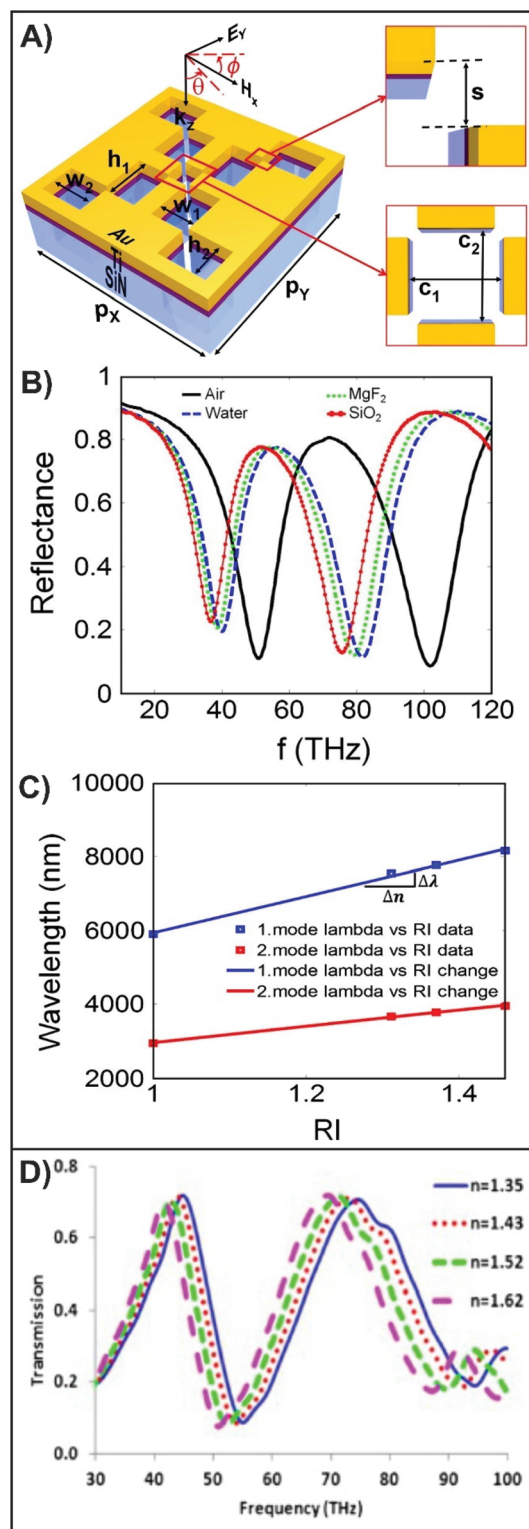 A)
E_Y
ϕ
θ
H_x
k_z
h_1
w_2
w_1
h_2
Au
Ti
SiN
p_X
p_Y
s
c_2
c_1
B)
Air
MgF_2
Water
SiO_2
Reflectance
1
0.8
0.6
0.4
0.2
0
20 40 60 80 100 120
f (THz)
C)
Wavelength (nm)
10000
8000
6000
4000
2000
Δλ
Δn
1.mode lambda vs RI data
2.mode lambda vs RI data
1.mode lambda vs RI change
2.mode lambda vs RI change
1 1.2 1.4
RI
D)
Transmission
0.8
0.6
0.4
0.2
0.0
n=1.35
n=1.43
n=1.52
n=1.62
30 40 50 60 70 80 90 100
Frequency (THz)